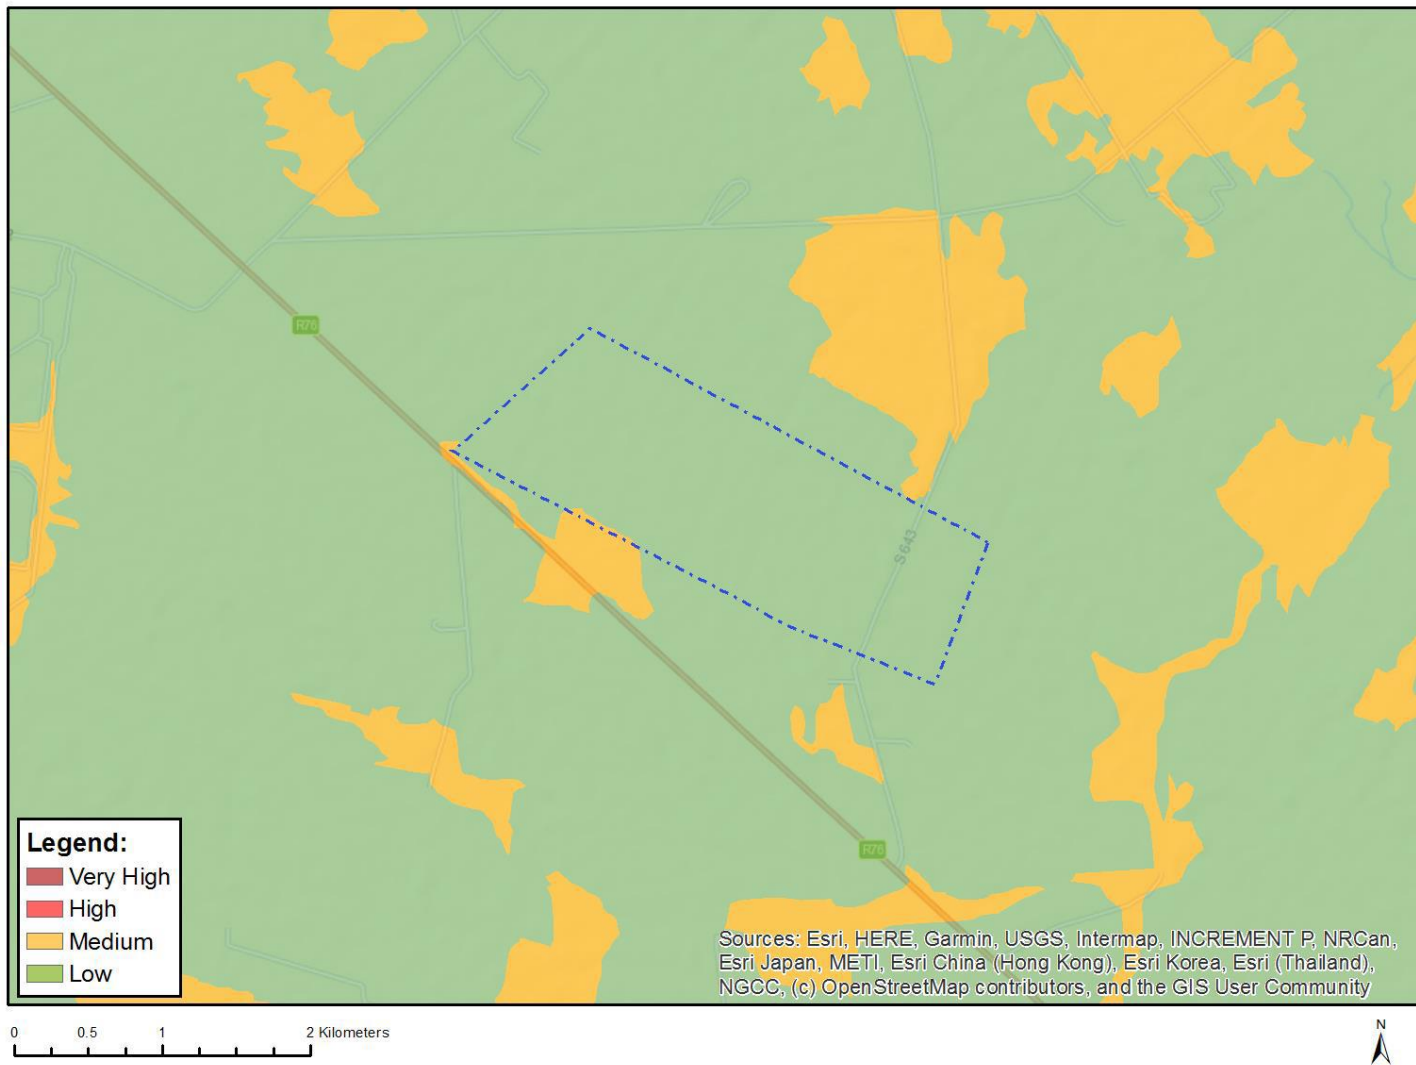 R76
S 643
R76
Legend:
Very High
High
Medium
Low
Sources: Esri, HERE, Garmin, USGS, Intermap, INCREMENT P, NRCan,
Esri Japan, METI, Esri China (Hong Kong), Esri Korea, Esri (Thailand),
NGCC, (c) OpenStreetMap contributors, and the GIS User Community
0 0.5 1 2 Kilometers
N